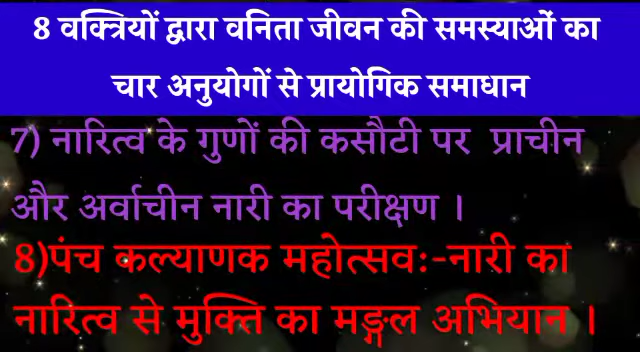 8 वक्त्रियों द्वारा वनिता जीवन की समस्याओं का
चार अनुयोगों से प्रायोगिक समाधान
7) नारित्व के गुणों की कसौटी पर प्राचीन
और अर्वाचीन नारी का परीक्षण ।
8)पंच कल्याणक महोत्सव:-नारी का
नारित्व से मुक्ति का मङ्गल अभियान ।